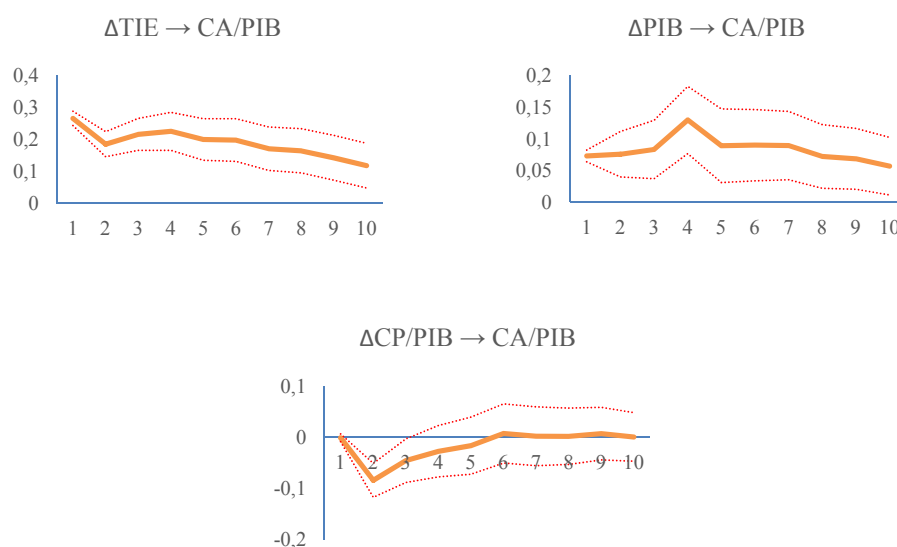 ΔTIE → CA/PIB
0,4
0,3
0,2
0,1
0
1 2 3 4 5 6 7 8 9 10
ΔPIB → CA/PIB
0,2
0,15
0,1
0,05
0
1 2 3 4 5 6 7 8 9 10
ΔCP/PIB → CA/PIB
0,1
0
1 2 3 4 5 6 7 8 9 10
-0,1
-0,2